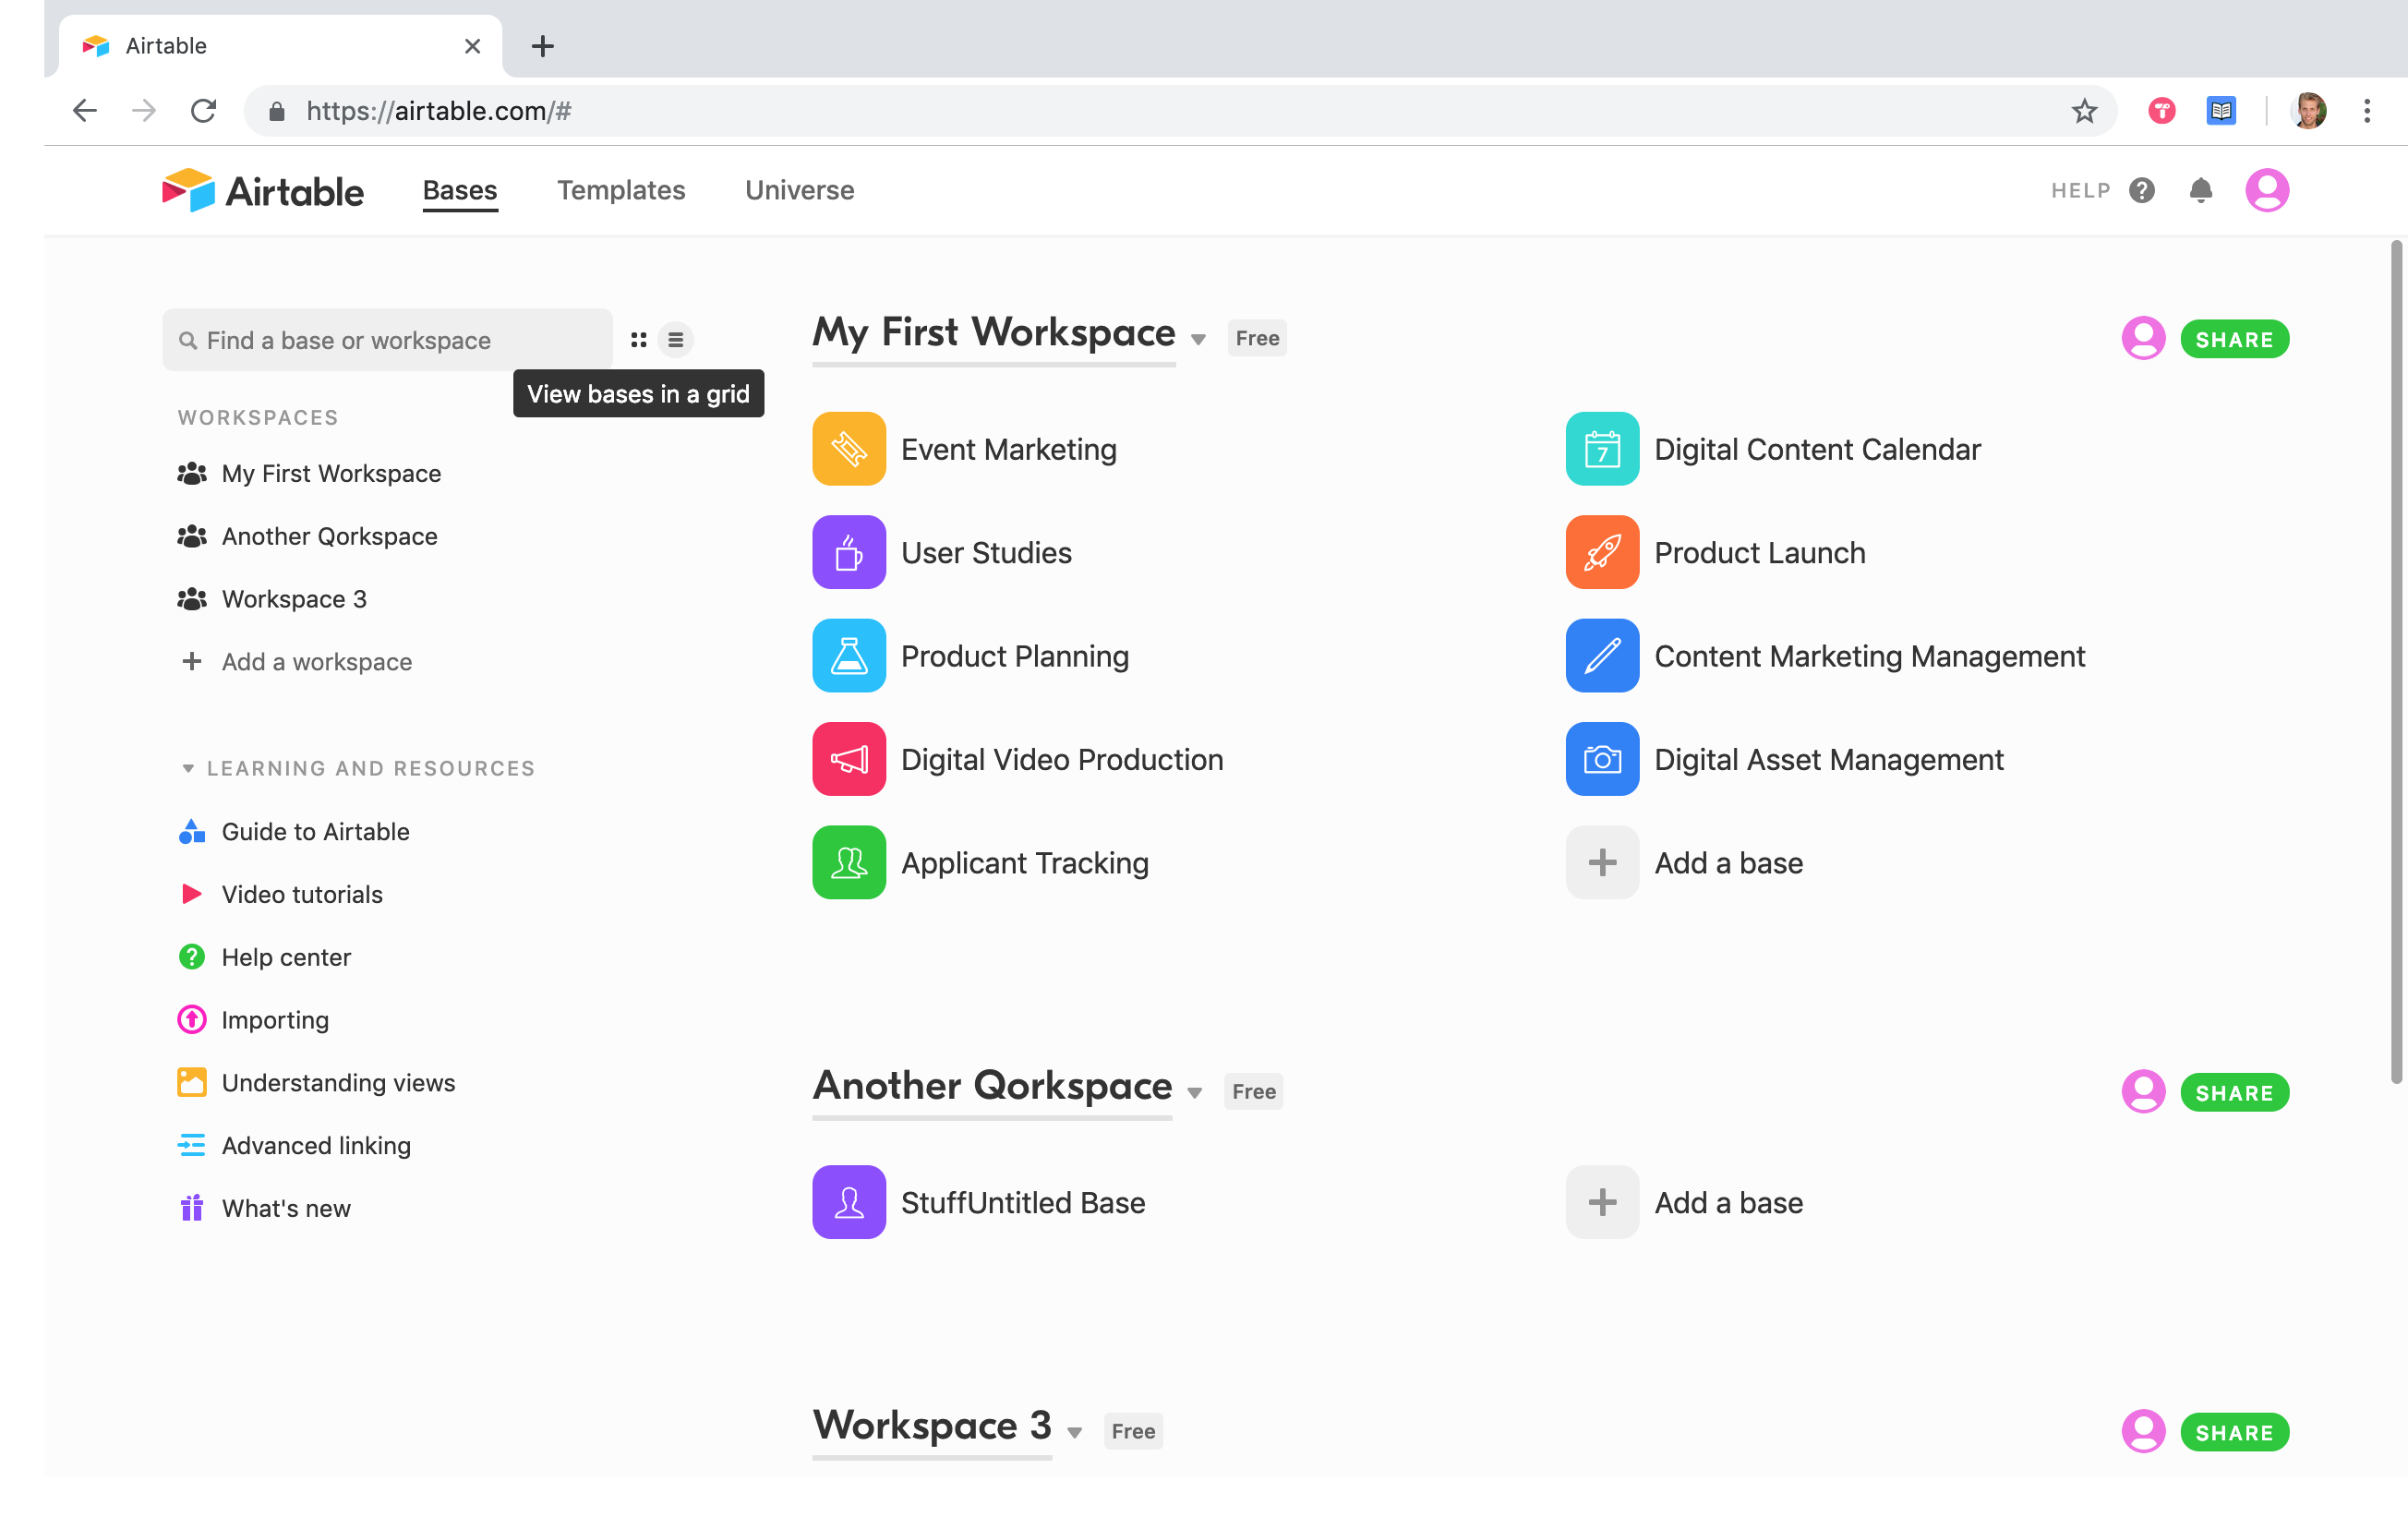 Airtable
https://airtable.com/#
Airtable
Bases
Templates
Universe
HELP
Find a base or workspace
View bases in a grid
WORKSPACES
My First Workspace
Another Qorkspace
Workspace 3
Add a workspace
LEARNING AND RESOURCES
Guide to Airtable
Video tutorials
Help center
Importing
Understanding views
Advanced linking
What's new
My First Workspace
Free
SHARE
Event Marketing
7
Digital Content Calendar
User Studies
Product Launch
Product Planning
Content Marketing Management
Digital Video Production
Digital Asset Management
Applicant Tracking
Add a base
Another Qorkspace
Free
SHARE
StuffUntitled Base
Add a base
Workspace 3
Free
SHARE